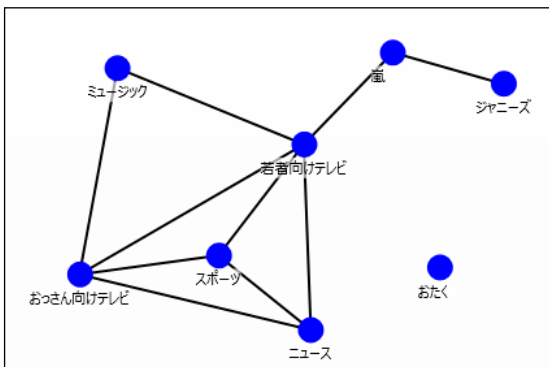 嵐
ミュージック
ジャニーズ
若者向けテレビ
スポーツ
おっさん向けテレビ
おたく
ニュース